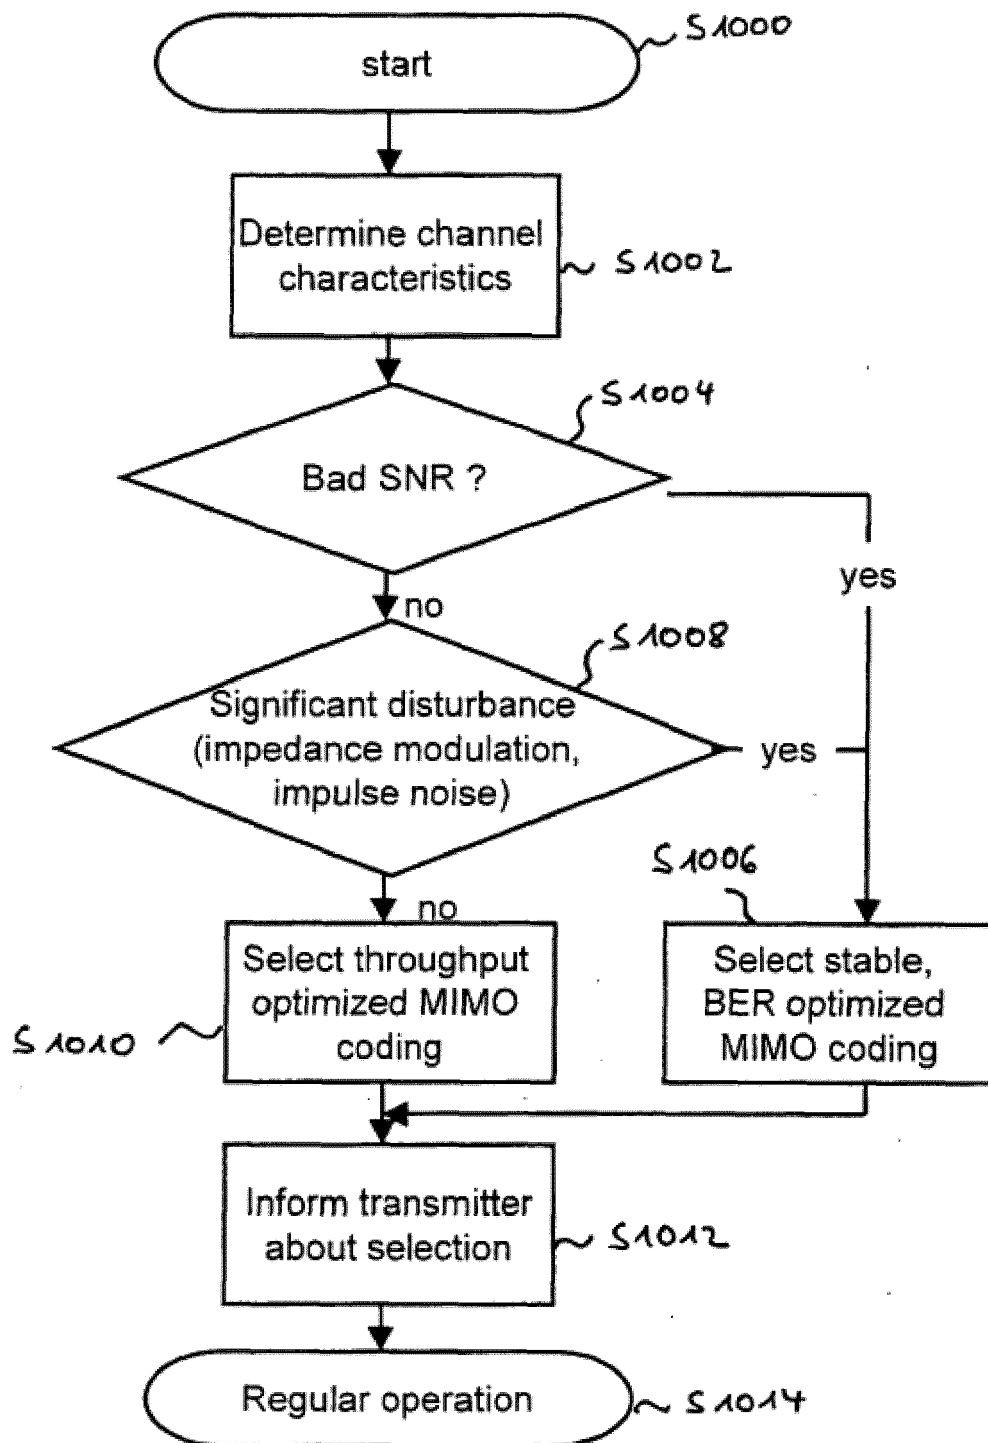 start
S1000
Determine channel
characteristics
S1002
S1004
Bad SNR ?
yes
no
S1008
Significant disturbance
(impedance modulation,
impulse noise)
yes
no
S1006
Select throughput
optimized MIMO
coding
S1010
Select stable,
BER optimized
MIMO coding
Inform transmitter
about selection
S1012
Regular operation
S1014